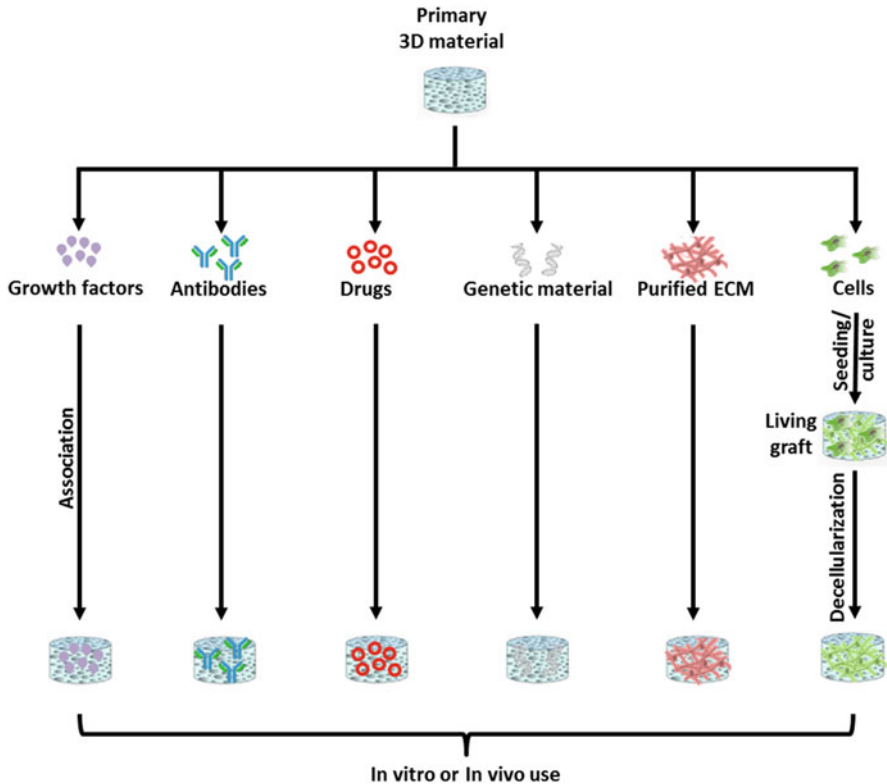 Primary
3D material
Growth factors
Antibodies
Drugs
Genetic material
Purified ECM
Cells
Seeding/
culture
Living
graft
Association
Decellularization
In vitro or In vivo use